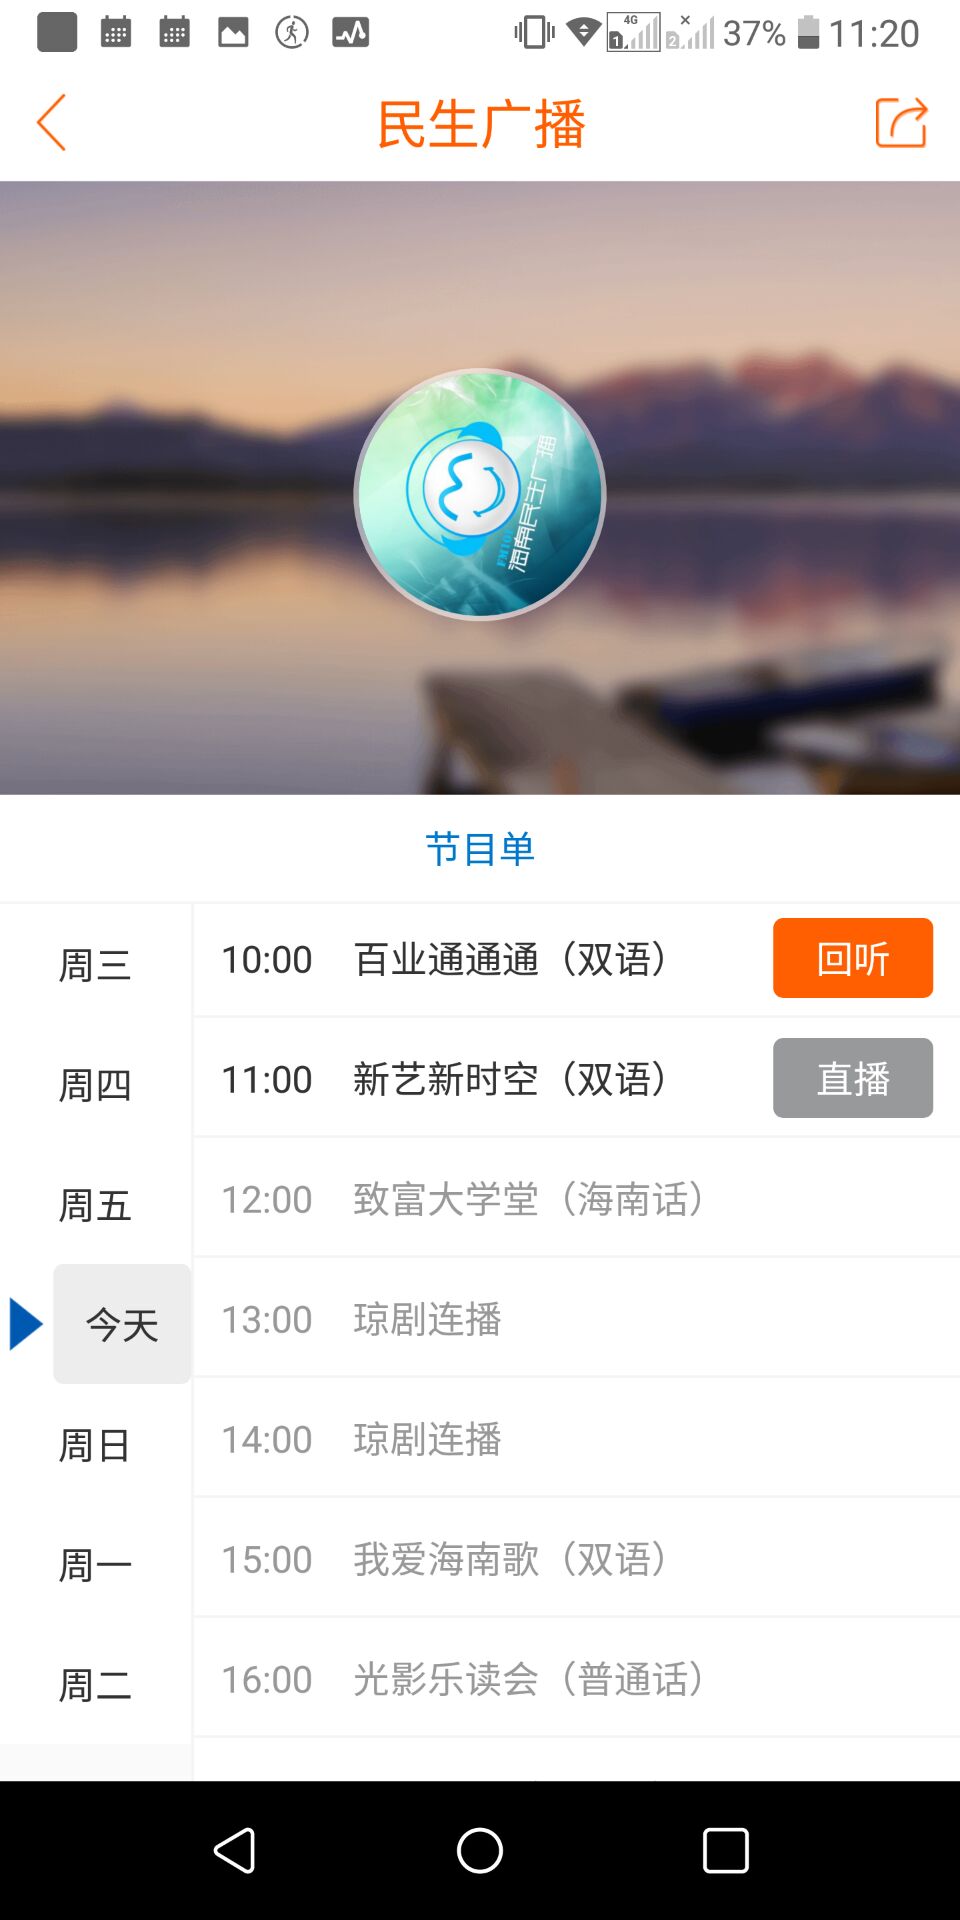 4G
1
2
37%
11:20
民生广播
海南民生广播
节目单
周三
10:00 百业通通通（双语）
回听
周四
11:00 新艺新时空（双语）
直播
周五
12:00 致富大学堂（海南话）
今天
13:00 琼剧连播
周日
14:00 琼剧连播
周一
15:00 我爱海南歌（双语）
周二
16:00 光影乐读会（普通话）